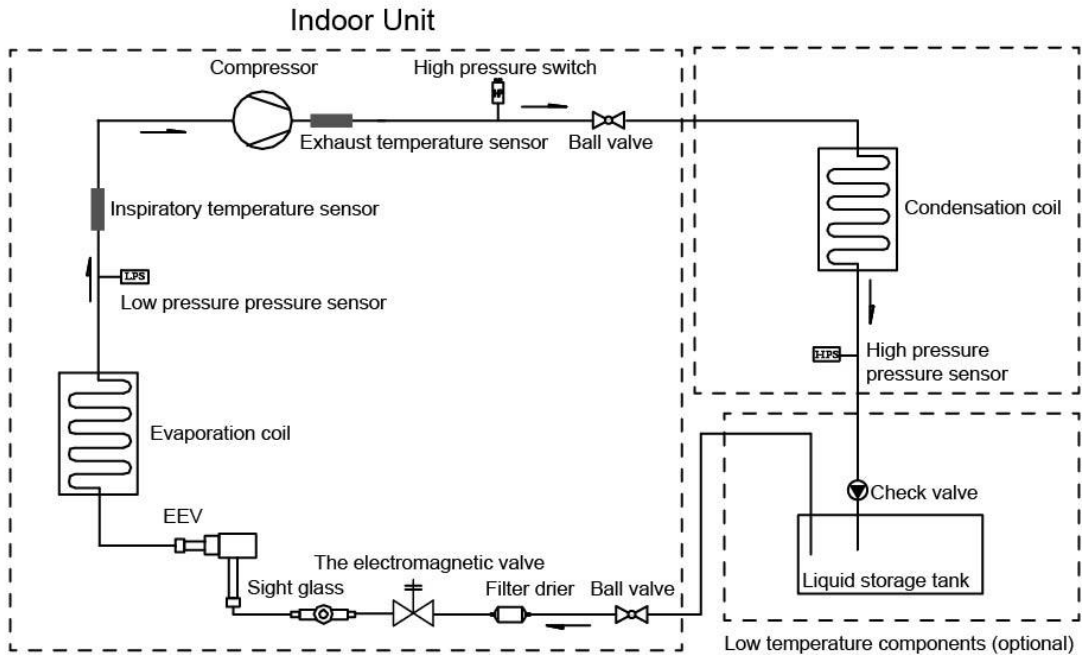 Indoor Unit
Compressor
High pressure switch
HP
Exhaust temperature sensor
Ball valve
Inspiratory temperature sensor
Condensation coil
LPS
Low pressure pressure sensor
HPS
High pressure
pressure sensor
Evaporation coil
Check valve
EEV
The electromagnetic valve
Sight glass
Filter drier
Ball valve
Liquid storage tank
Low temperature components (optional)